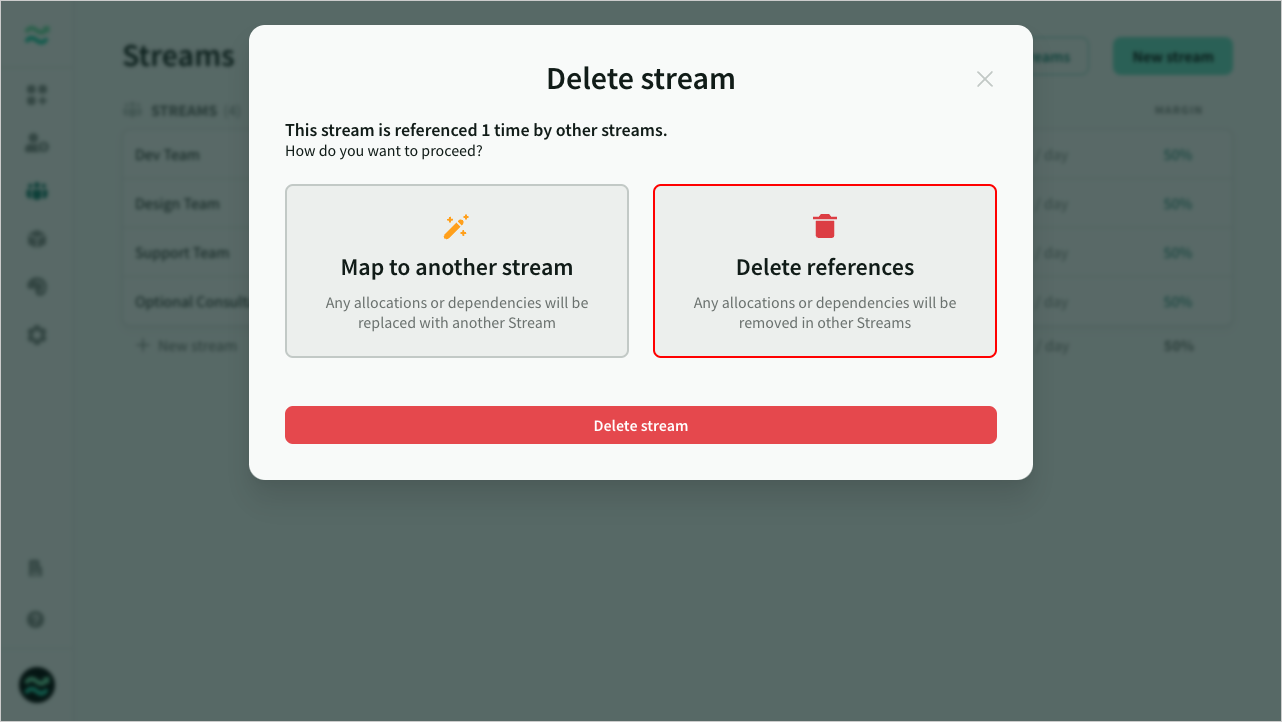 Streams
New stream
STREAMS (4)
MARGIN
Dev Team
/ day
50%
Design Team
/ day
50%
Support Team
/ day
50%
Optional Consult
/ day
50%
+ New stream
/ day
50%
Delete stream
This stream is referenced 1 time by other streams.
How do you want to proceed?
Map to another stream
Any allocations or dependencies will be
replaced with another Stream
Delete references
Any allocations or dependencies will be
removed in other Streams
Delete stream